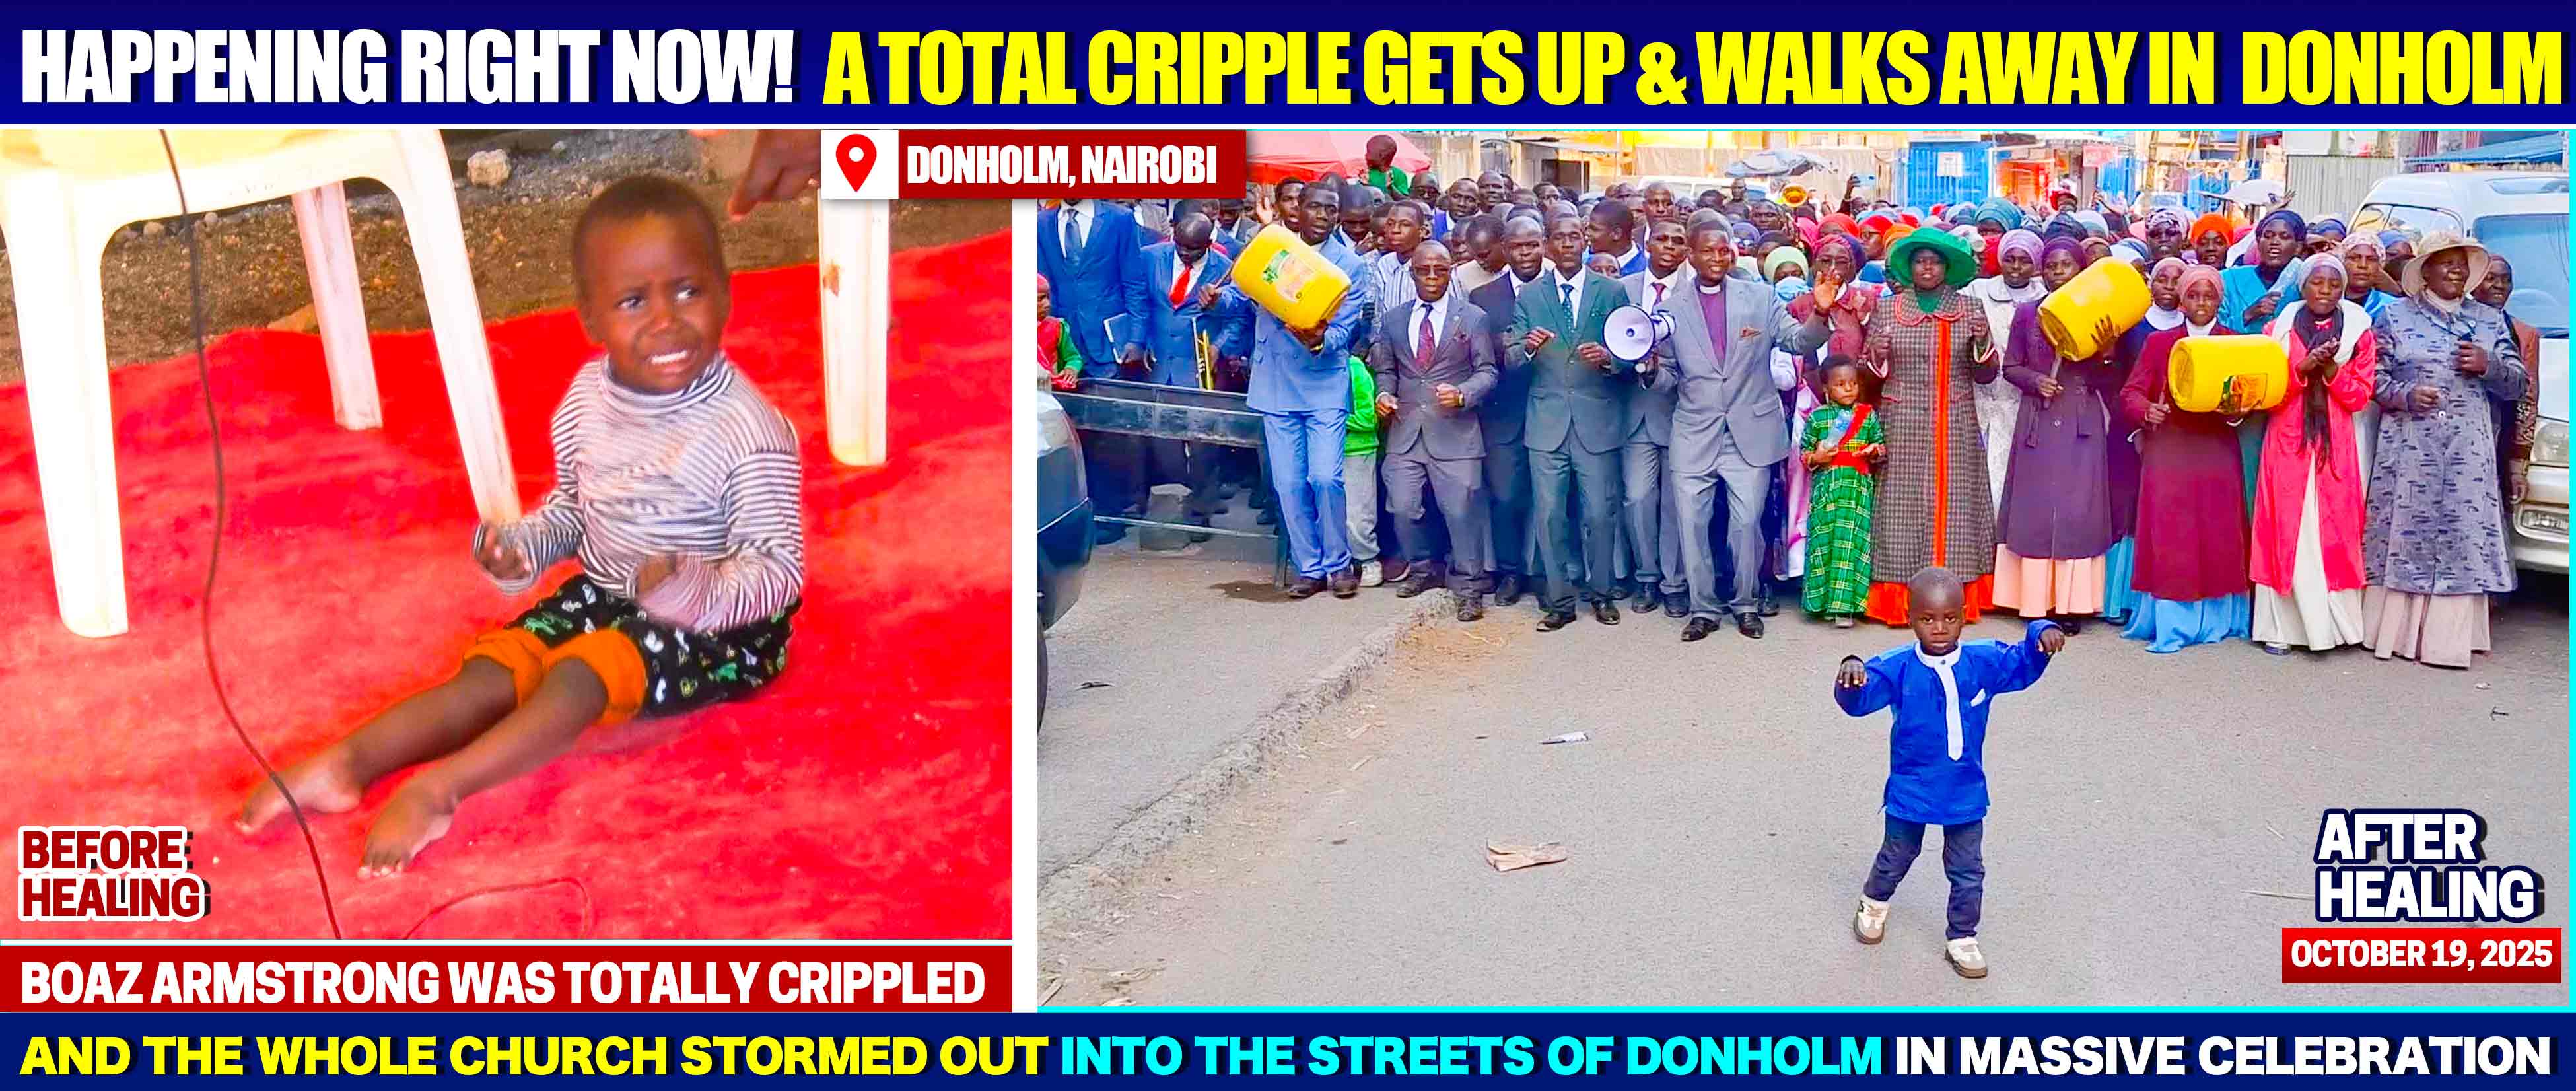 HAPPENING RIGHT NOW! A TOTAL CRIPPLE GETS UP & WALKS AWAY IN DONHOLM
DONHOLM, NAIROBI
BEFORE
HEALING
AFTER
HEALING
OCTOBER 19, 2025
BOAZ ARMSTRONG WAS TOTALLY CRIPPLED
AND THE WHOLE CHURCH STORMED OUT INTO THE STREETS OF DONHOLM IN MASSIVE CELEBRATION